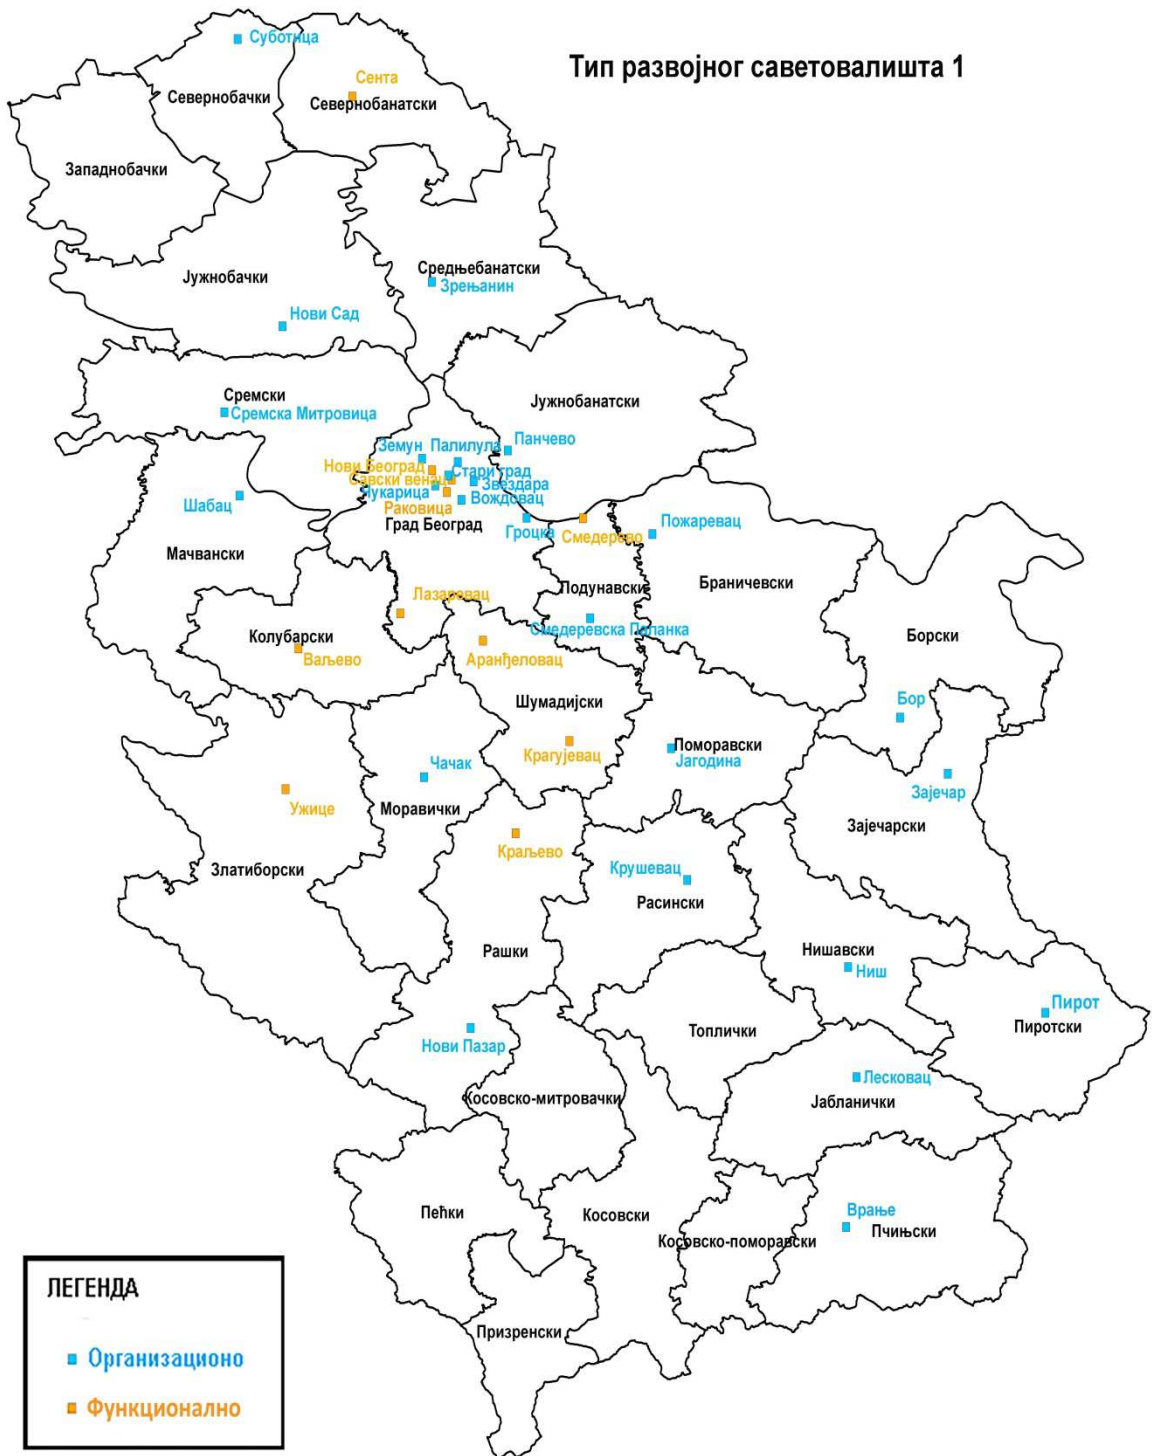 Тип развојног саветовалишта 1
Суботица
Сента
Севернобачки
Севернобанатски
Западнобачки
Јужнобачки
Средњебанатски
Зрењанин
Нови Сад
Сремски
Сремска Митровица
Јужнобанатски
Земун
Палилула
Панчево
Нови Београд
Стари град
Савски венац
Звездара
Чукарица
Вождовац
Раковица
Град Београд
Гроцка
Шабац
Мачвански
Смедерево
Пожаревац
Браничевски
Подунавски
Лазаревац
Смедеревска Паланка
Колубарски
Ваљево
Аранђеловац
Борски
Бор
Шумадијски
Крагујевац
Поморавски
Јагодина
Чачак
Моравички
Ужице
Зајечар
Зајечарски
Краљево
Златиборски
Крушевац
Расински
Рашки
Нишавски
Ниш
Пирот
Пиротски
Топлички
Нови Пазар
Лесковац
Јабланички
Косовско-митровачки
Пећки
Косовски
Косовско-поморавски
Врање
Пчињски
Призренски
ЛЕГЕНДА
Организационо
Функционално